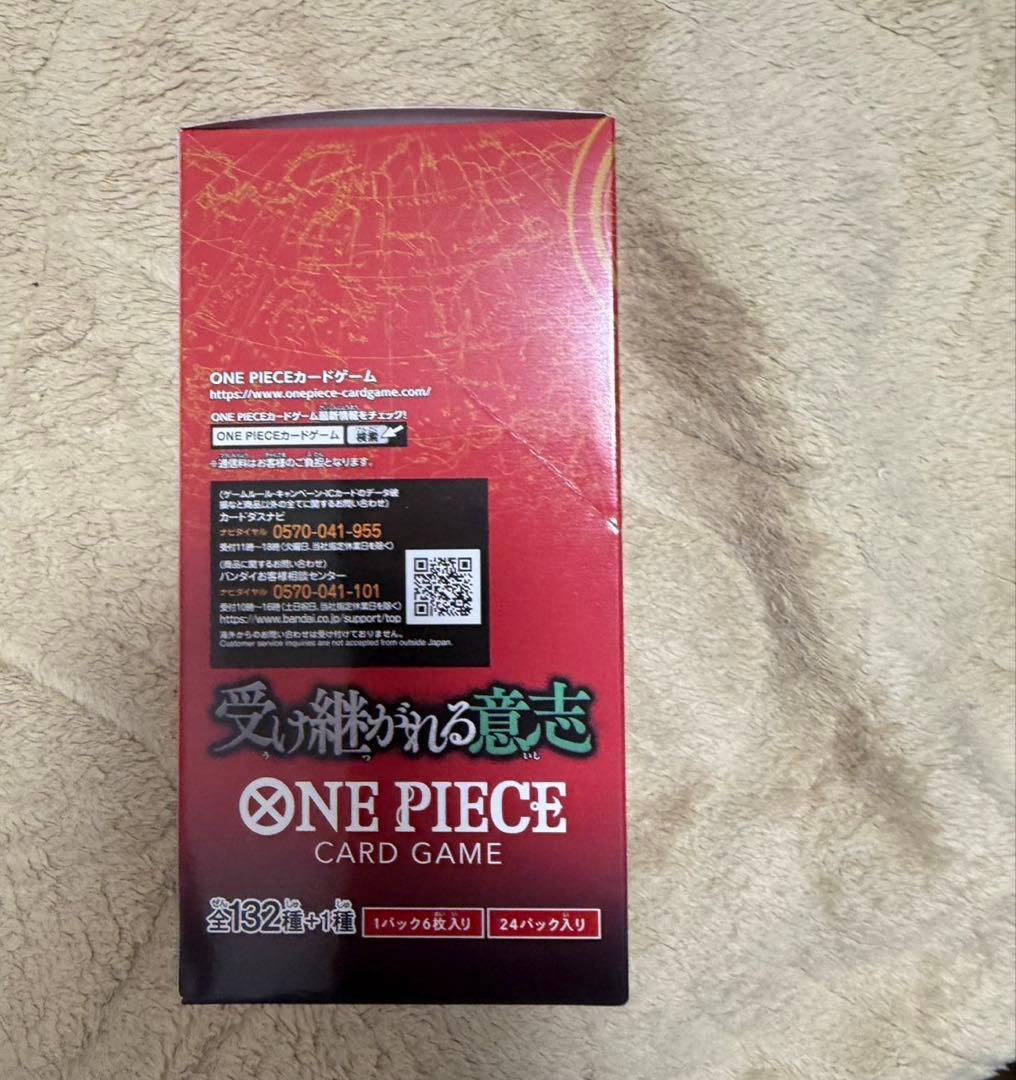 ONE PIECEカードゲーム
https://www.onepiece-cardgame.com/
ONE PIECEカードゲーム最新情報をチェック!
ONE PIECEカードゲーム 検索
※通信料はお客様のご負担となります。
〈ゲームルール・キャンペーン・ICカードのデータ破
損など商品以外の全てに関するお問い合わせ〉
カードダスナビ
ナビダイヤル 0570-041-955
受付11時〜18時(火曜日、当社指定休業日を除く)
〈商品に関するお問い合わせ〉
バンダイお客様相談センター
ナビダイヤル 0570-041-101
受付10時〜16時(土日祝日、当社指定休業日を除く)
https://www.bandai.co.jp/support/top
海外からのお問い合わせは受け付けておりません。
Customer service inquires are not accepted from outside Japan.
受け継がれる意志
ONE PIECE
CARD GAME
全132種+1種 1パック6枚入り 24パック入り